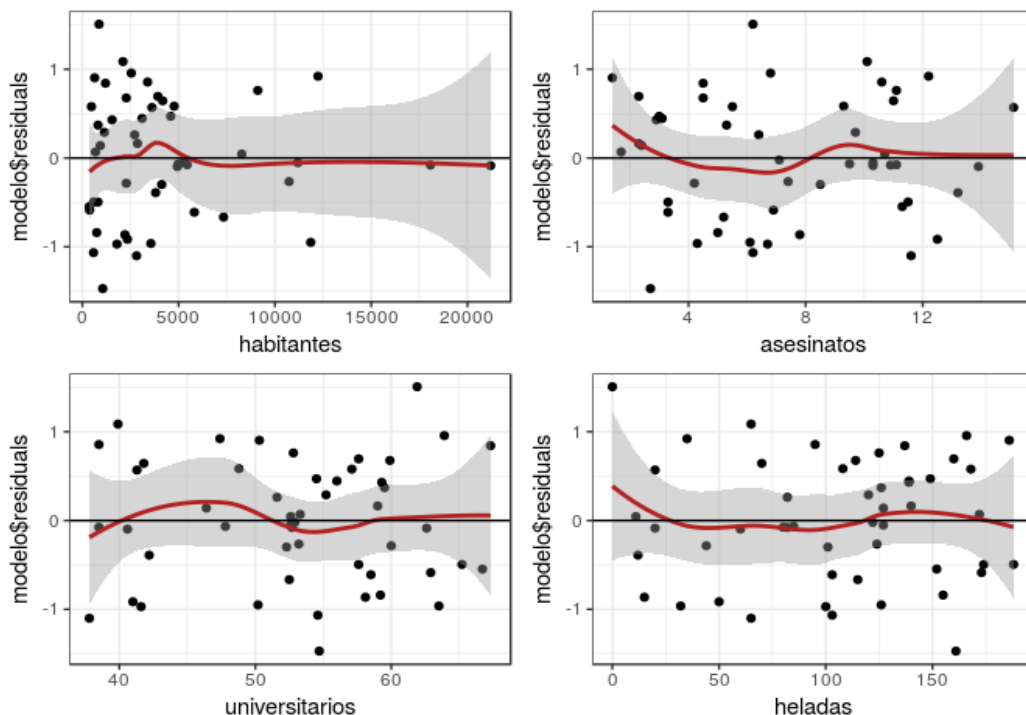 modelo$residuals
1
0
-1
0 5000 10000 15000 20000
habitantes
modelo$residuals
1
0
-1
4 8 12
asesinatos
modelo$residuals
1
0
-1
40 50 60
universitarios
modelo$residuals
1
0
-1
0 50 100 150
heladas